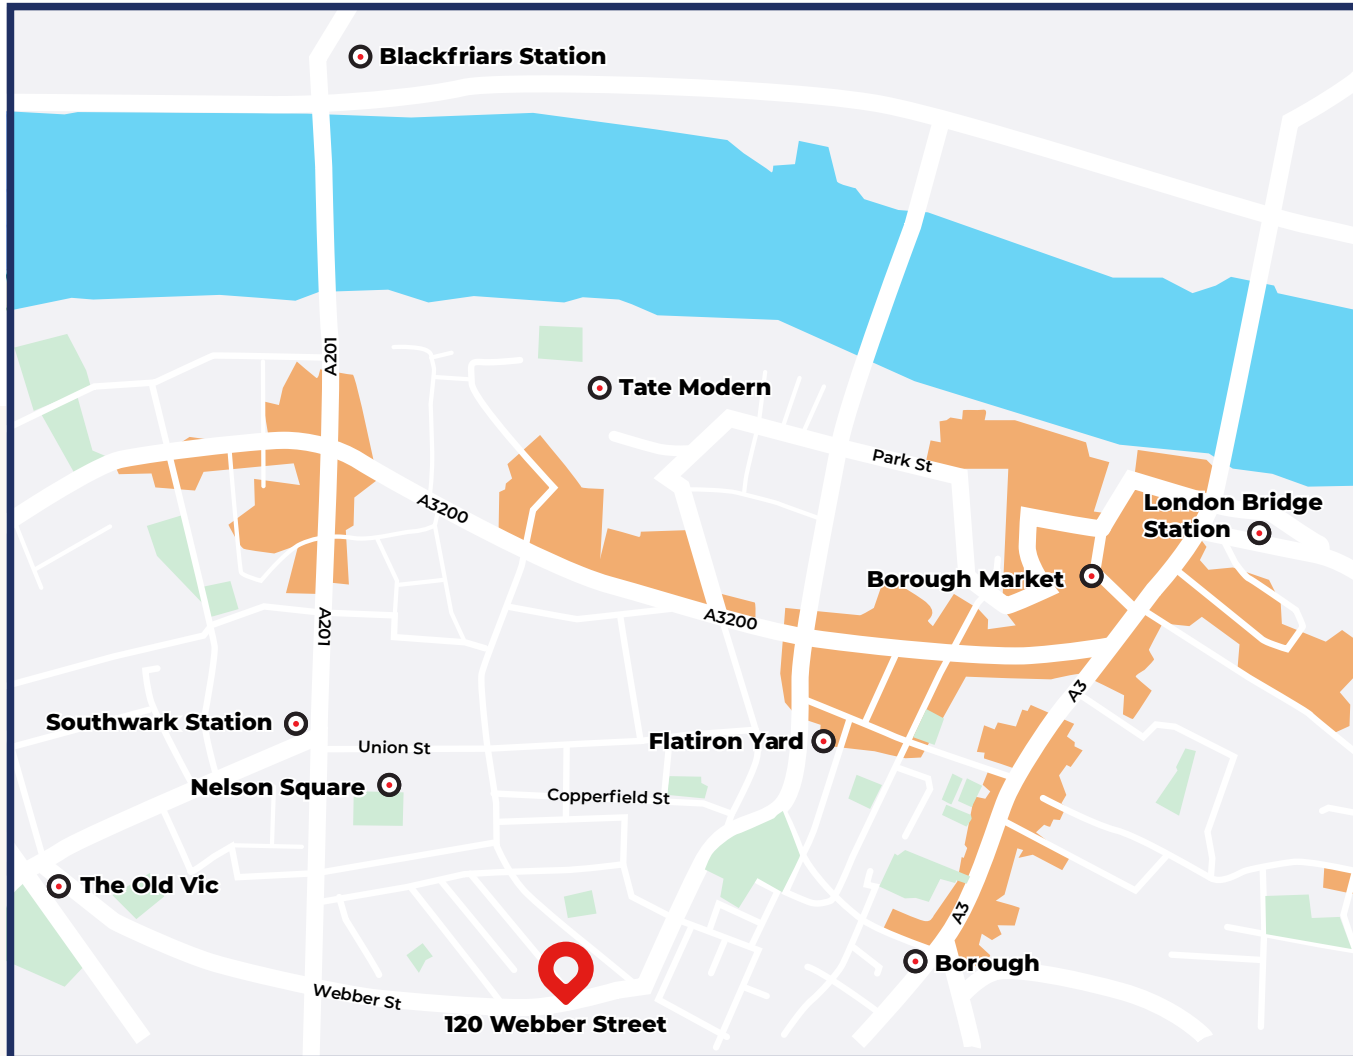 Blackfriars Station
A201
Tate Modern
Park St
A3200
London Bridge
Station
Borough Market
A3200
A201
A3
Southwark Station
Union St
Flatiron Yard
Nelson Square
Copperfield St
The Old Vic
A3
Borough
Webber St
120 Webber Street